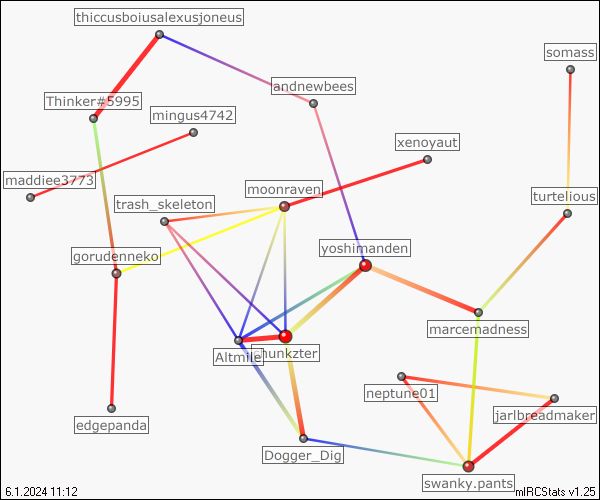 thiccusboiusalexusjoneus
somass
andnewbees
Thinker#5995
mingus4742
xenoyaut
maddiee3773
moonraven
trash_skeleton
turtelious
yoshimanden
gorudenneko
marcemadness
Altmile
hunkzter
neptune01
jarlbreadmaker
edgepanda
Dogger_Dig
swanky.pants
6.1.2024 11:12
mIRCStats v1.25